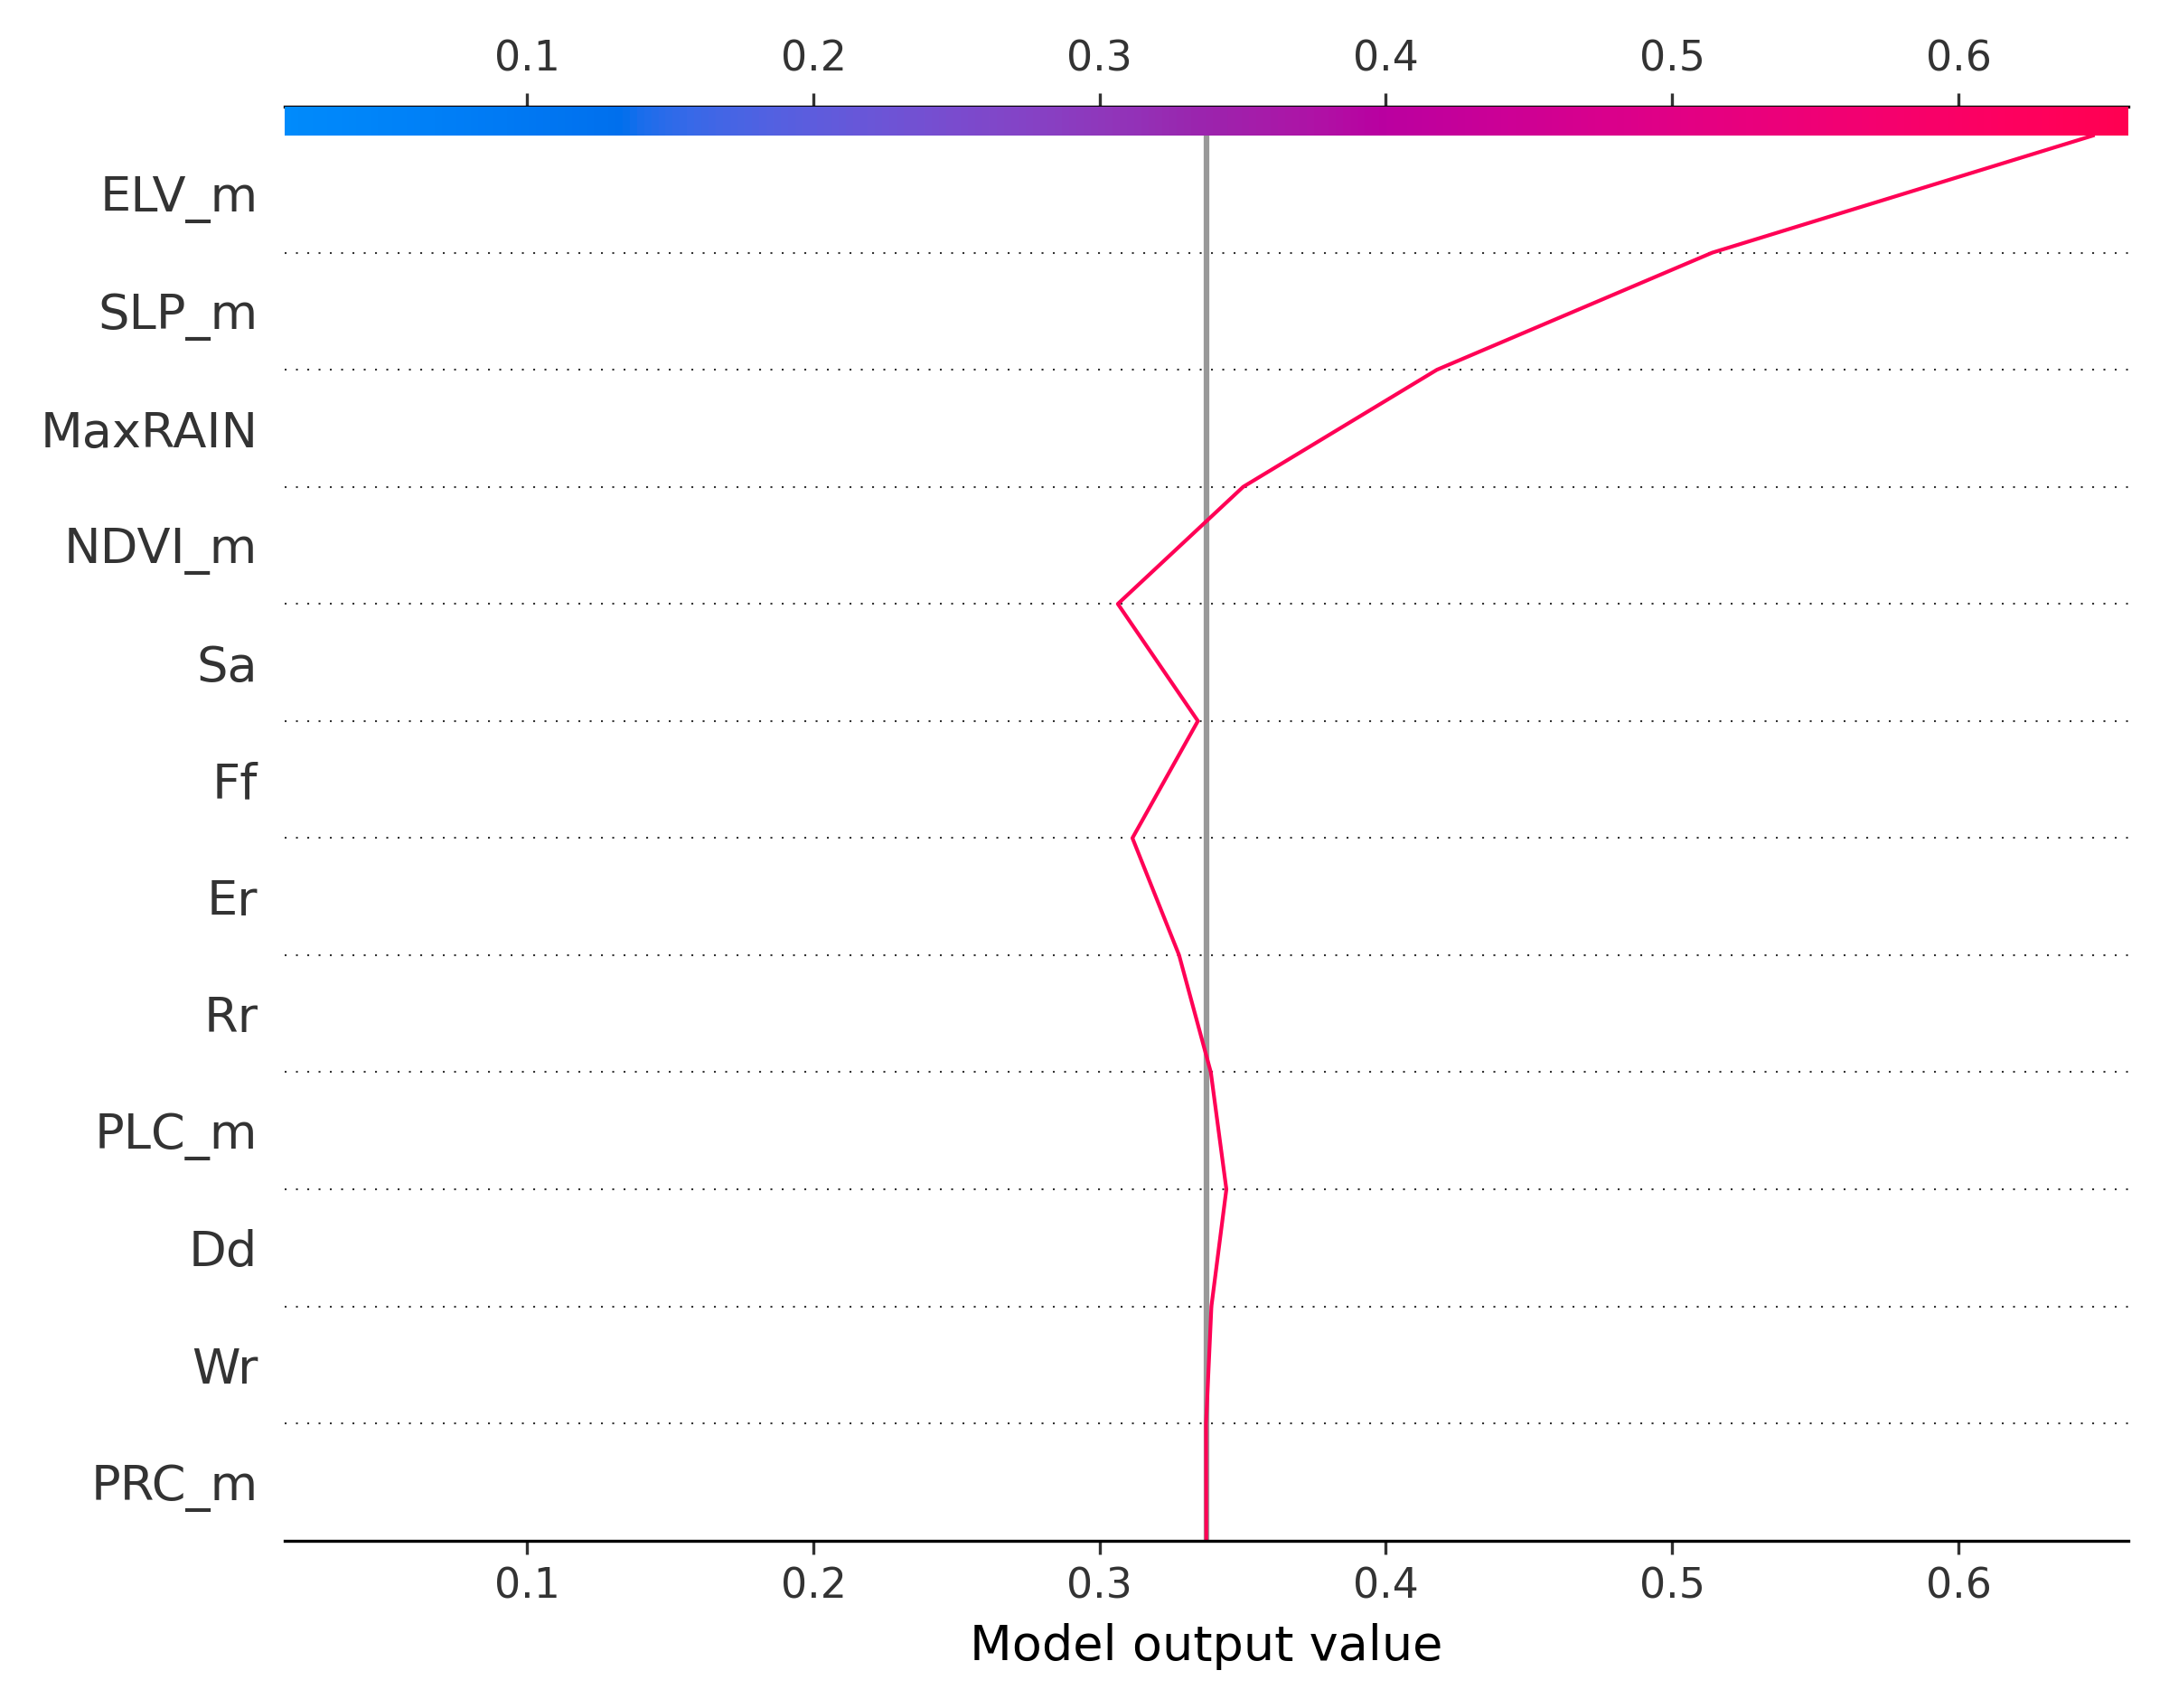 0.1 0.2 0.3 0.4 0.5 0.6
ELV_m
SLP_m
MaxRAIN
NDVI_m
Sa
Ff
Er
Rr
PLC_m
Dd
Wr
PRC_m
0.1 0.2 0.3 0.4 0.5 0.6
Model output value